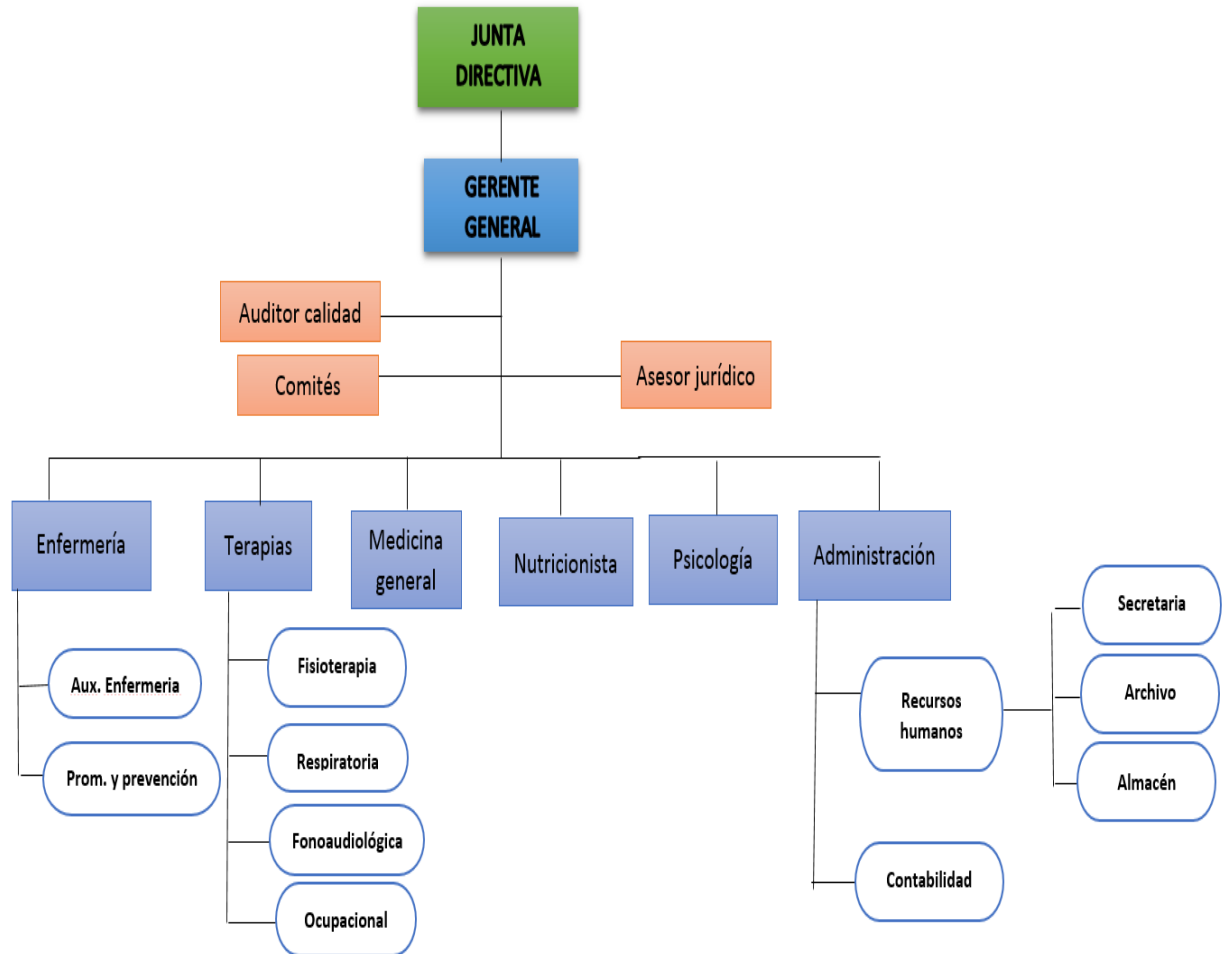 JUNTA
DIRECTIVA
GERENTE
GENERAL
Auditor calidad
Comités
Asesor jurídico
Enfermería
Terapias
Medicina
general
Nutricionista
Psicología
Administración
Aux. Enfermeria
Prom. y prevención
Fisioterapia
Respiratoria
Fonoaudiológica
Ocupacional
Recursos
humanos
Contabilidad
Secretaria
Archivo
Almacén